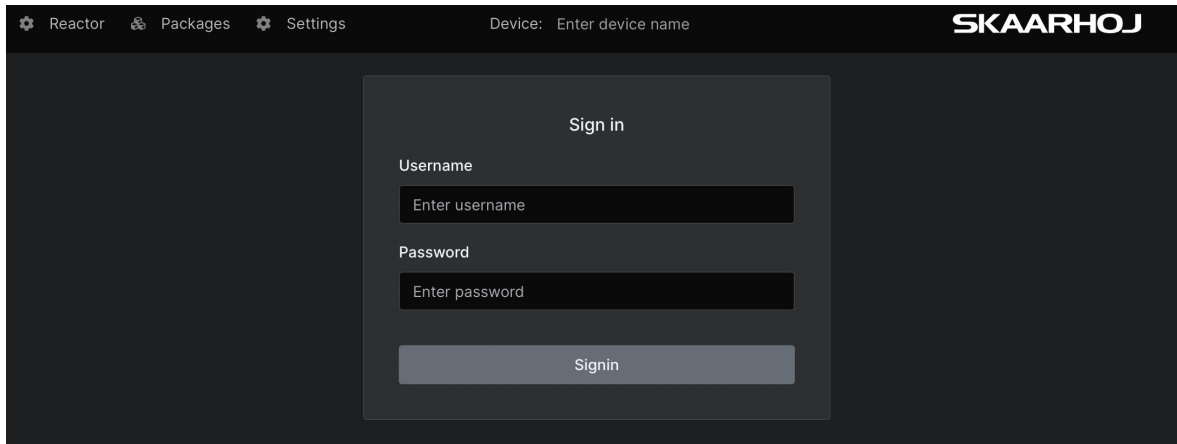 Reactor Packages Settings Device: Enter device name SKAARHOJ
Sign in
Username
Enter username
Password
Enter password
Signin